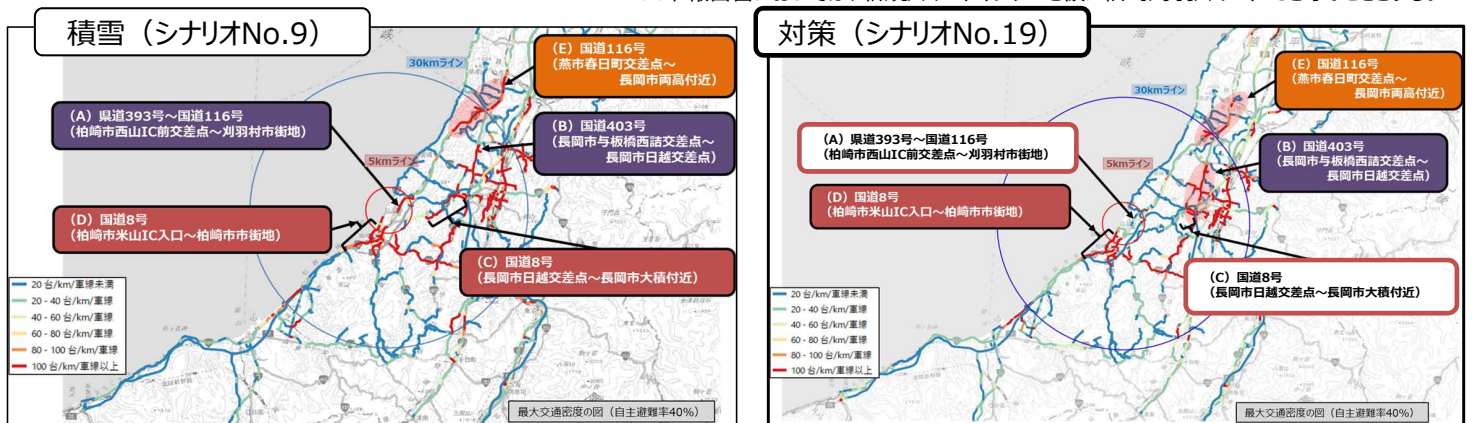 積雪（シナリオNo.9）
30kmライン
(E) 国道116号
（燕市春日町交差点～
長岡市両高付近）
(A) 県道393号～国道116号
（柏崎市西山IC前交差点～刈羽村市街地）
(B) 国道403号
（長岡市与板橋西詰交差点～
長岡市日越交差点）
5kmライン
(D) 国道8号
（柏崎市米山IC入口～柏崎市市街地）
(C) 国道8号
（長岡市日越交差点～長岡市大積付近）
20 台/km/車線未満
20 - 40 台/km/車線
40 - 60 台/km/車線
60 - 80 台/km/車線
80 - 100 台/km/車線
100 台/km/車線以上
最大交通密度の図（自主避難率40%）
対策（シナリオNo.19）
30kmライン
(E) 国道116号
（燕市春日町交差点～
長岡市両高付近）
(A) 県道393号～国道116号
（柏崎市西山IC前交差点～刈羽村市街地）
(B) 国道403号
（長岡市与板橋西詰交差点～
長岡市日越交差点）
5kmライン
(D) 国道8号
（柏崎市米山IC入口～柏崎市市街地）
(C) 国道8号
（長岡市日越交差点～長岡市大積付近）
20 台/km/車線未満
20 - 40 台/km/車線
40 - 60 台/km/車線
60 - 80 台/km/車線
80 - 100 台/km/車線
100 台/km/車線以上
最大交通密度の図（自主避難率40%）